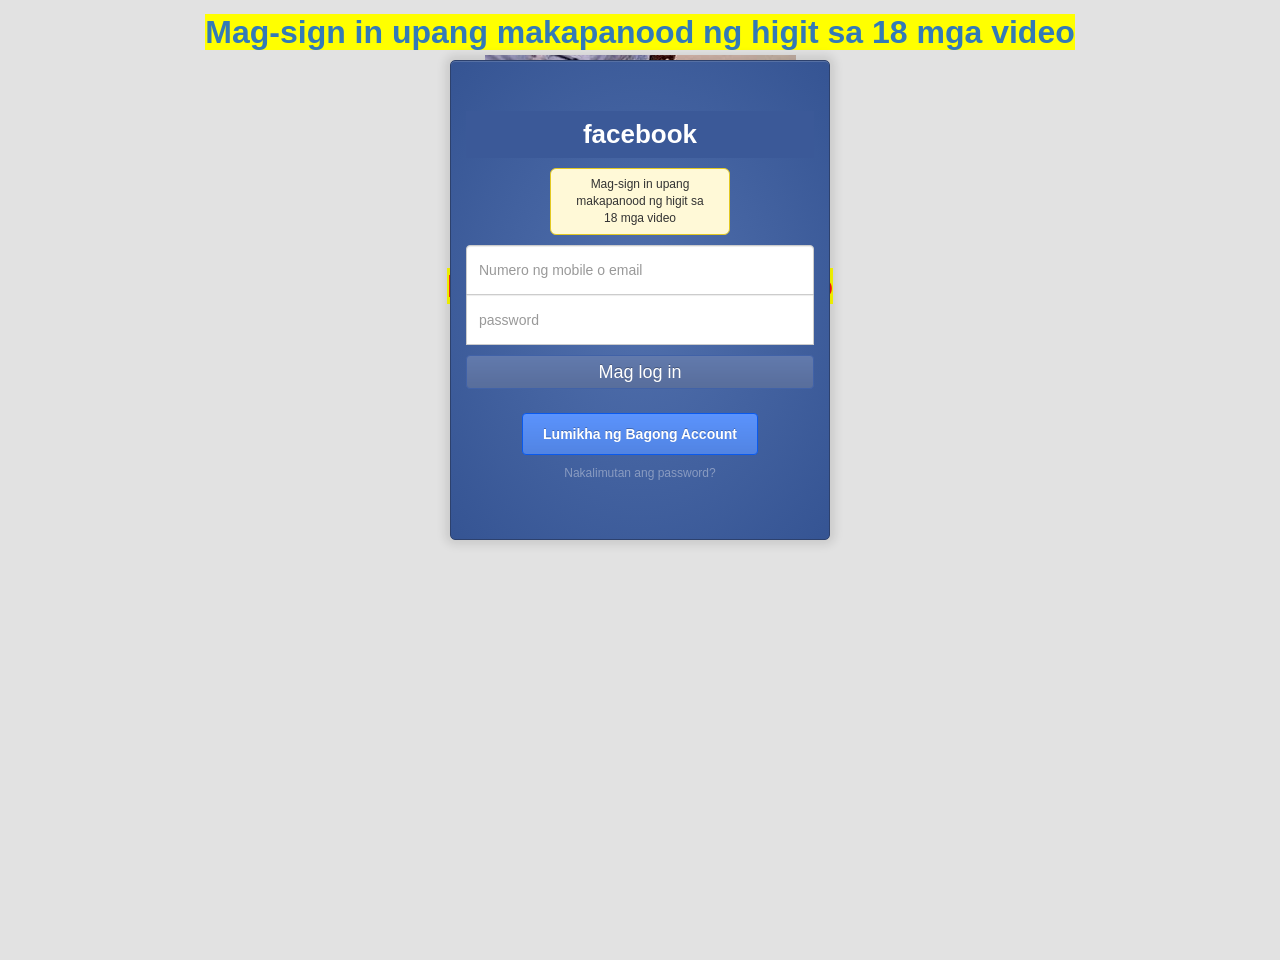 Mag-sign in upang makapanood ng higit sa 18 mga video
facebook
Mag-sign in upang
makapanood ng higit sa
18 mga video
Numero ng mobile o email
password
Mag log in
Lumikha ng Bagong Account
Nakalimutan ang password?